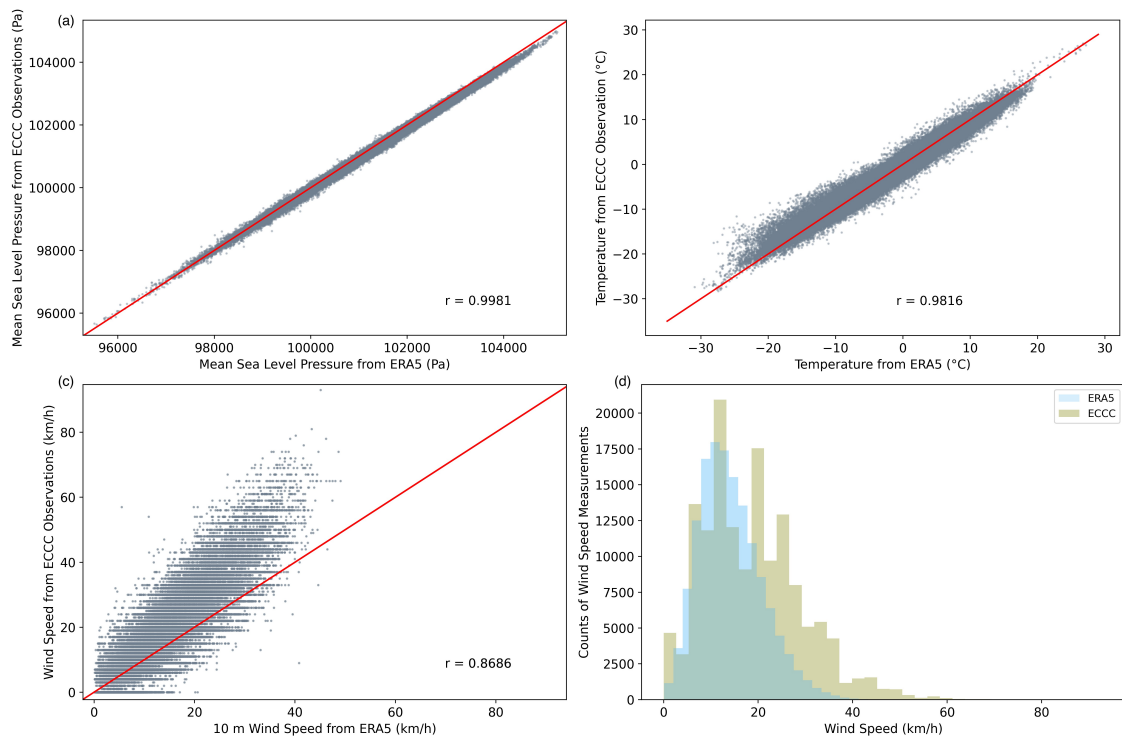 (a)
Mean Sea Level Pressure from ECCC Observations (Pa)
104000
102000
100000
98000
96000
r = 0.9981
96000 98000 100000 102000 104000
Mean Sea Level Pressure from ERA5 (Pa)
Temperature from ECCC Observation (°C)
30
20
10
0
−10
−20
−30
r = 0.9816
−30 −20 −10 0 10 20 30
Temperature from ERA5 (°C)
(c)
Wind Speed from ECCC Observations (km/h)
80
60
40
20
0
r = 0.8686
0 20 40 60 80
10 m Wind Speed from ERA5 (km/h)
(d)
Counts of Wind Speed Measurements
20000
17500
15000
12500
10000
7500
5000
2500
0
ERA5
ECCC
0 20 40 60 80
Wind Speed (km/h)